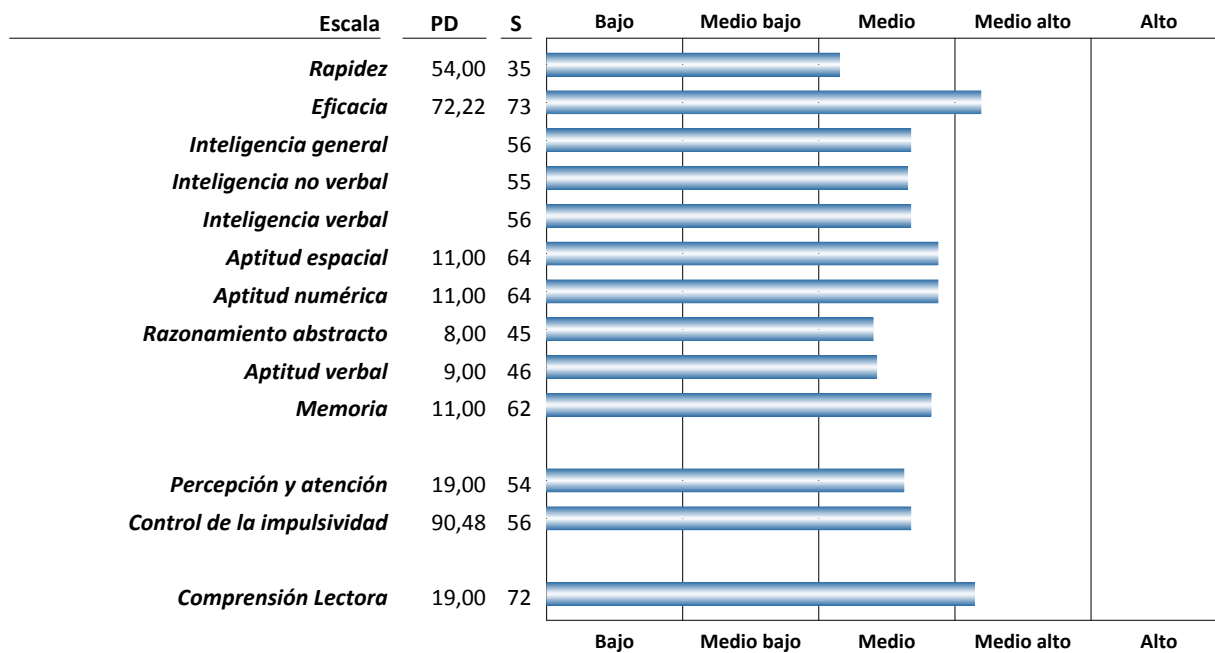 Escala PD S Bajo Medio bajo Medio Medio alto Alto
Rapidez 54,00 35
Eficacia 72,22 73
Inteligencia general 56
Inteligencia no verbal 55
Inteligencia verbal 56
Aptitud espacial 11,00 64
Aptitud numérica 11,00 64
Razonamiento abstracto 8,00 45
Aptitud verbal 9,00 46
Memoria 11,00 62
Percepción y atención 19,00 54
Control de la impulsividad 90,48 56
Comprensión Lectora 19,00 72
Bajo Medio bajo Medio Medio alto Alto